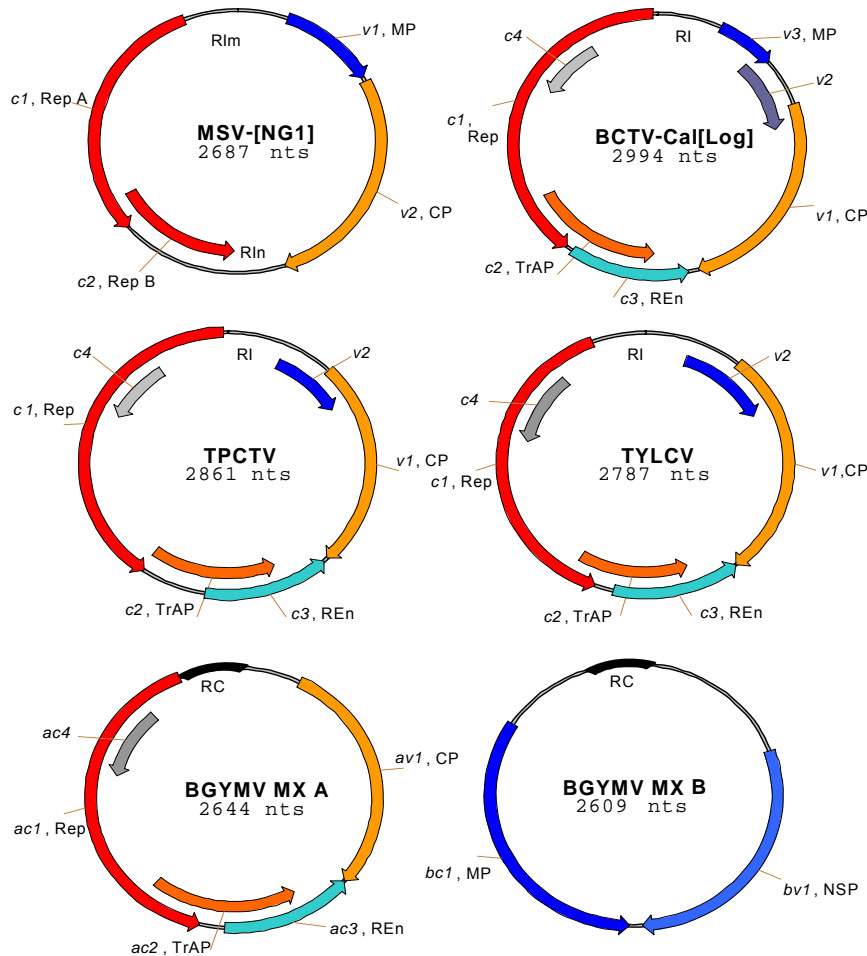 RIm
v1, MP
c1, Rep A
MSV-[NG1]
2687 nts
v2, CP
RIn
c2, Rep B
c4
RI
v3, MP
v2
c1,
Rep
BCTV-Cal[Log]
2994 nts
v1, CP
c2, TrAP
c3, REn
c4
RI
v2
c1, Rep
TPCTV
2861 nts
v1, CP
c2, TrAP
c3, REn
c4
RI
v2
c1, Rep
TYLCV
2787 nts
v1,CP
c2, TrAP
c3, REn
RC
ac4
av1, CP
BGYMV MX A
2644 nts
ac1, Rep
ac2, TrAP
ac3, REn
RC
BGYMV MX B
2609 nts
bc1, MP
bv1, NSP